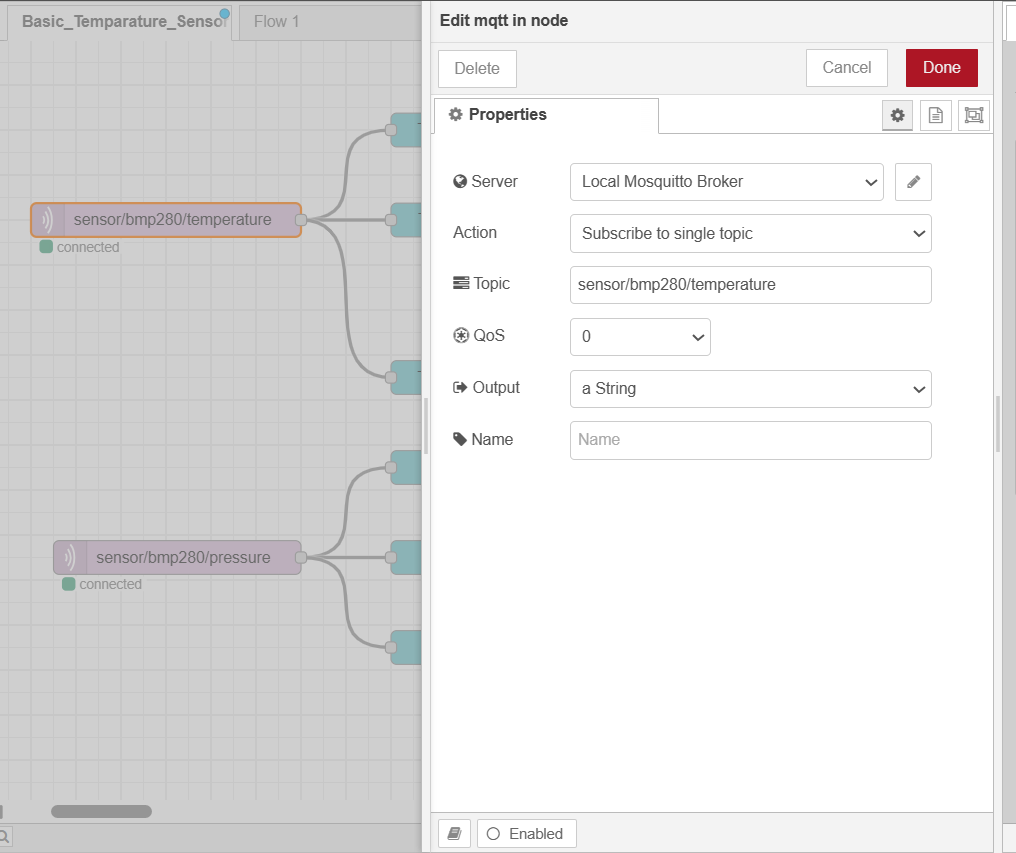 Basic_Temparature_Senso
Flow 1
Edit mqtt in node
Delete
Cancel
Done
Properties
Server
Local Mosquitto Broker
Action
Subscribe to single topic
Topic
sensor/bmp280/temperature
QoS
0
Output
a String
Name
Name
Enabled
sensor/bmp280/temperature
connected
sensor/bmp280/pressure
connected